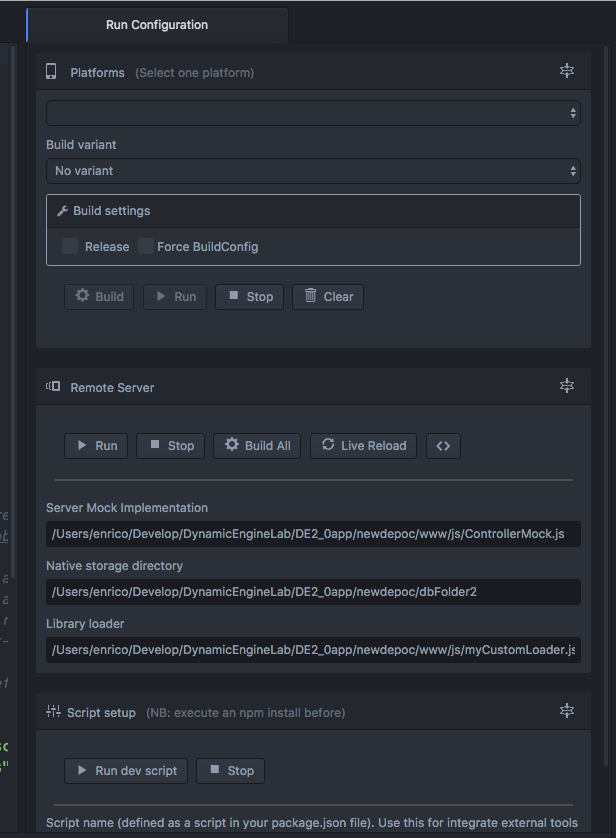 Run Configuration
Platforms (Select one platform)
Build variant
No variant
Build settings
Release Force BuildConfig
Build Run Stop Clear
Remote Server
Run Stop Build All Live Reload <>
Server Mock Implementation
/Users/enrico/Develop/DynamicEngineLab/DE2_0app/newdepoc/www/js/ControllerMock.js
Native storage directory
/Users/enrico/Develop/DynamicEngineLab/DE2_0app/newdepoc/dbFolder2
Library loader
/Users/enrico/Develop/DynamicEngineLab/DE2_0app/newdepoc/www/js/myCustomLoader.js
Script setup (NB: execute an npm install before)
Run dev script Stop
Script name (defined as a script in your package.json file). Use this for integrate external tools